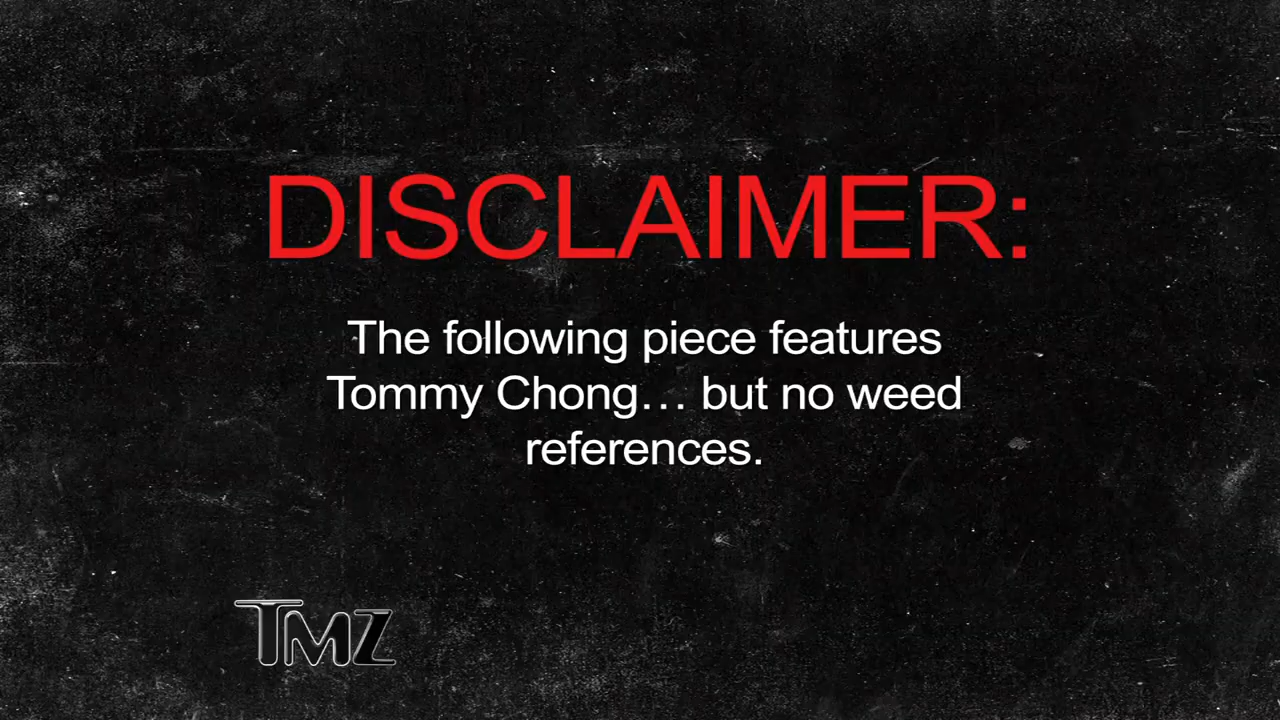 DISCLAIMER:
The following piece features
Tommy Chong… but no weed
references.
TMZ